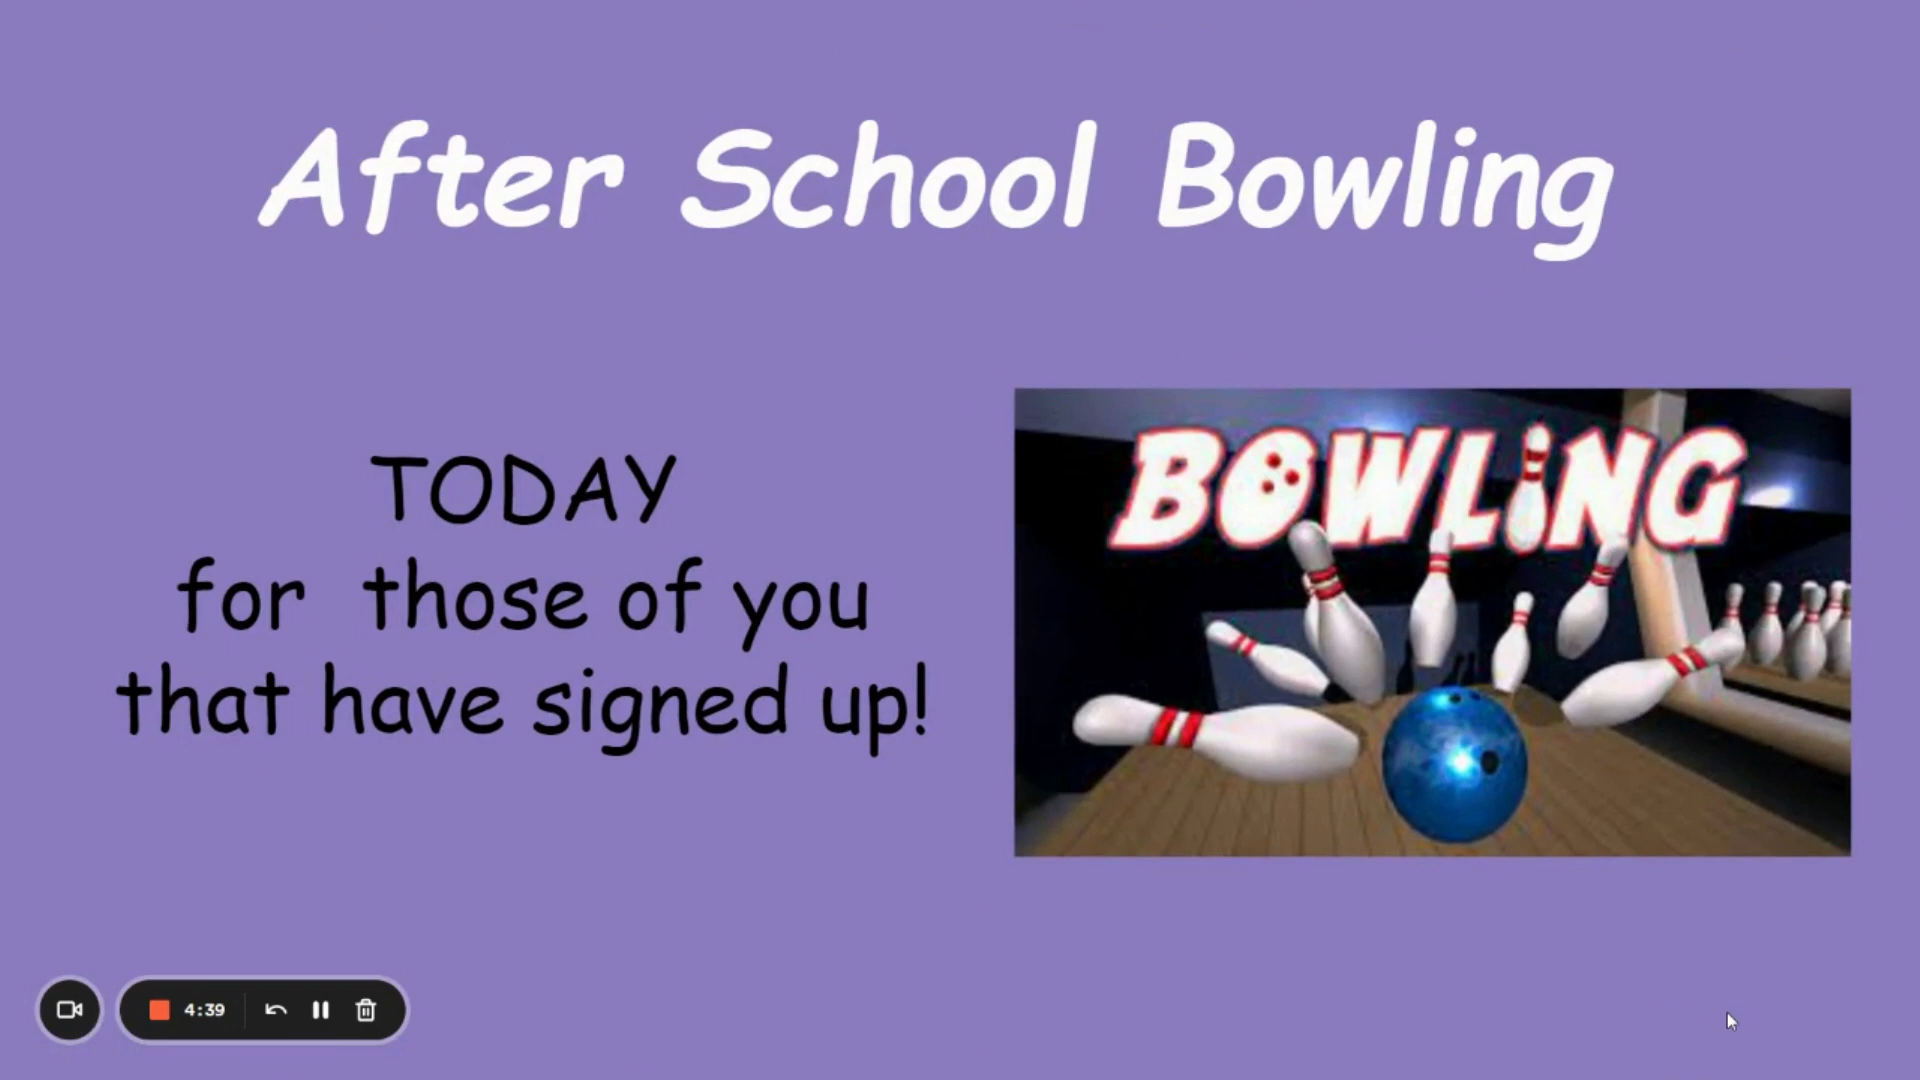 After School Bowling
TODAY
for those of you
that have signed up!
BOWLING
4:39